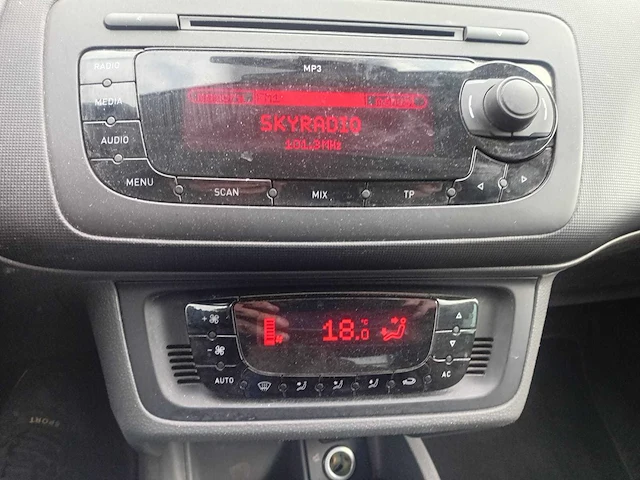 RADIO
MP3
MEDIA
SKYRADIO
101.3MHz
AUDIO
MENU
SCAN
MIX
TP
18.0 °C
AUTO
AC
SPORT